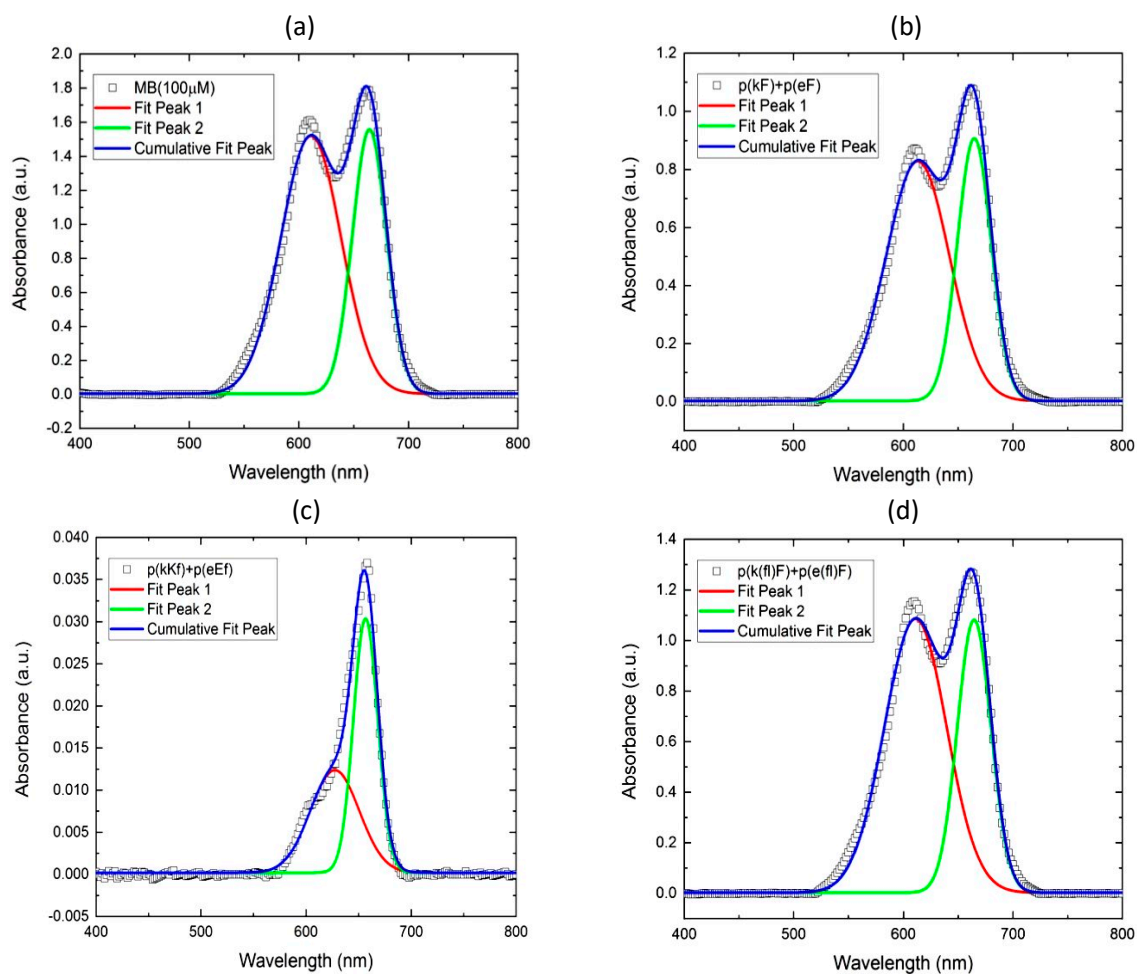 (a)
2.0
1.8
1.6
1.4
1.2
1.0
0.8
0.6
0.4
0.2
0.0
-0.2
Absorbance (a.u.)
MB(100μM)
Fit Peak 1
Fit Peak 2
Cumulative Fit Peak
400 500 600 700 800
Wavelength (nm)
(b)
1.2
1.0
0.8
0.6
0.4
0.2
0.0
Absorbance (a.u.)
p(kF)+p(eF)
Fit Peak 1
Fit Peak 2
Cumulative Fit Peak
400 500 600 700 800
Wavelength (nm)
(c)
0.040
0.035
0.030
0.025
0.020
0.015
0.010
0.005
0.000
-0.005
Absorbance (a.u.)
p(kKf)+p(eEf)
Fit Peak 1
Fit Peak 2
Cumulative Fit Peak
400 450 500 550 600 650 700 750 800
Wavelength (nm)
(d)
1.4
1.2
1.0
0.8
0.6
0.4
0.2
0.0
Absorbance (a.u.)
p(k(fl)F)+p(e(fl)F)
Fit Peak 1
Fit Peak 2
Cumulative Fit Peak
400 500 600 700 800
Wavelength (nm)